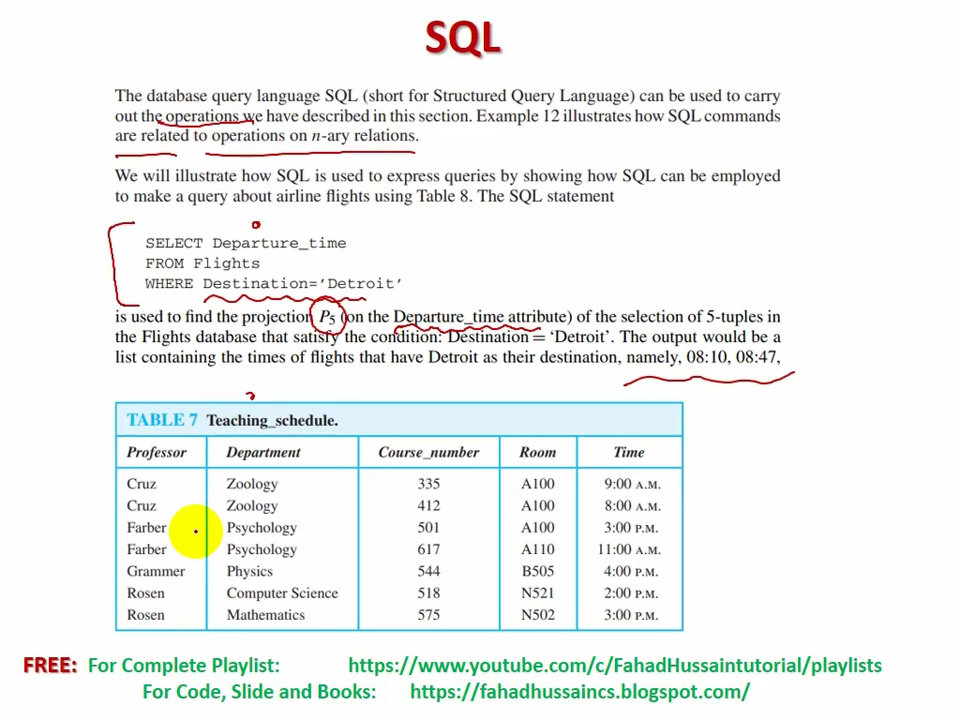 SQL
The database query language SQL (short for Structured Query Language) can be used to carry
out the operations we have described in this section. Example 12 illustrates how SQL commands
are related to operations on n-ary relations.
We will illustrate how SQL is used to express queries by showing how SQL can be employed
to make a query about airline flights using Table 8. The SQL statement
SELECT Departure_time
FROM Flights
WHERE Destination=’Detroit’
is used to find the projection P5 (on the Departure_time attribute) of the selection of 5-tuples in
the Flights database that satisfy the condition: Destination = ‘Detroit’. The output would be a
list containing the times of flights that have Detroit as their destination, namely, 08:10, 08:47,
TABLE 7 Teaching_schedule.
Professor Department Course_number Room Time
Cruz Zoology 335 A100 9:00 A.M.
Cruz Zoology 412 A100 8:00 A.M.
Farber Psychology 501 A100 3:00 P.M.
Farber Psychology 617 A110 11:00 A.M.
Grammer Physics 544 B505 4:00 P.M.
Rosen Computer Science 518 N521 2:00 P.M.
Rosen Mathematics 575 N502 3:00 P.M.
FREE: For Complete Playlist: https://www.youtube.com/c/FahadHussaintutorial/playlists
For Code, Slide and Books: https://fahadhussaincs.blogspot.com/